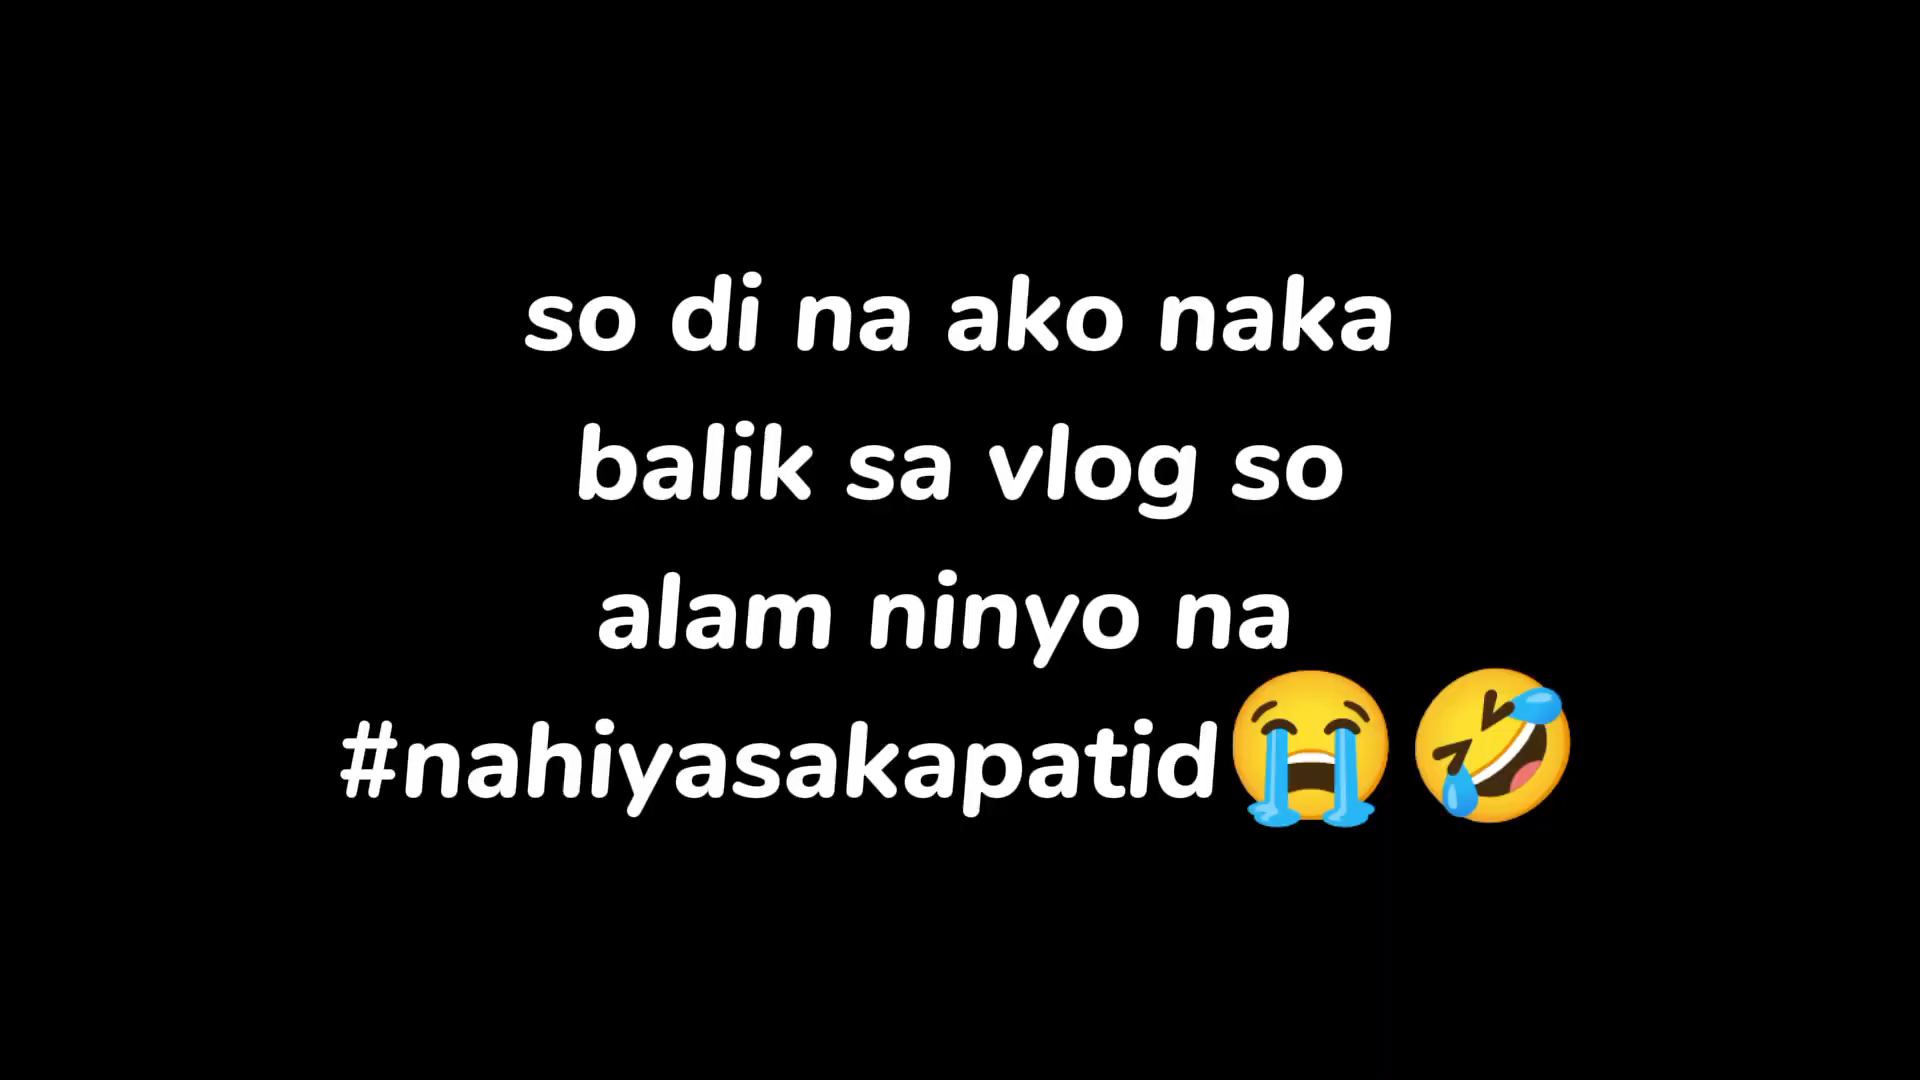 so di na ako naka
balik sa vlog so
alam ninyo na
#nahiyasakapatid😭🤣